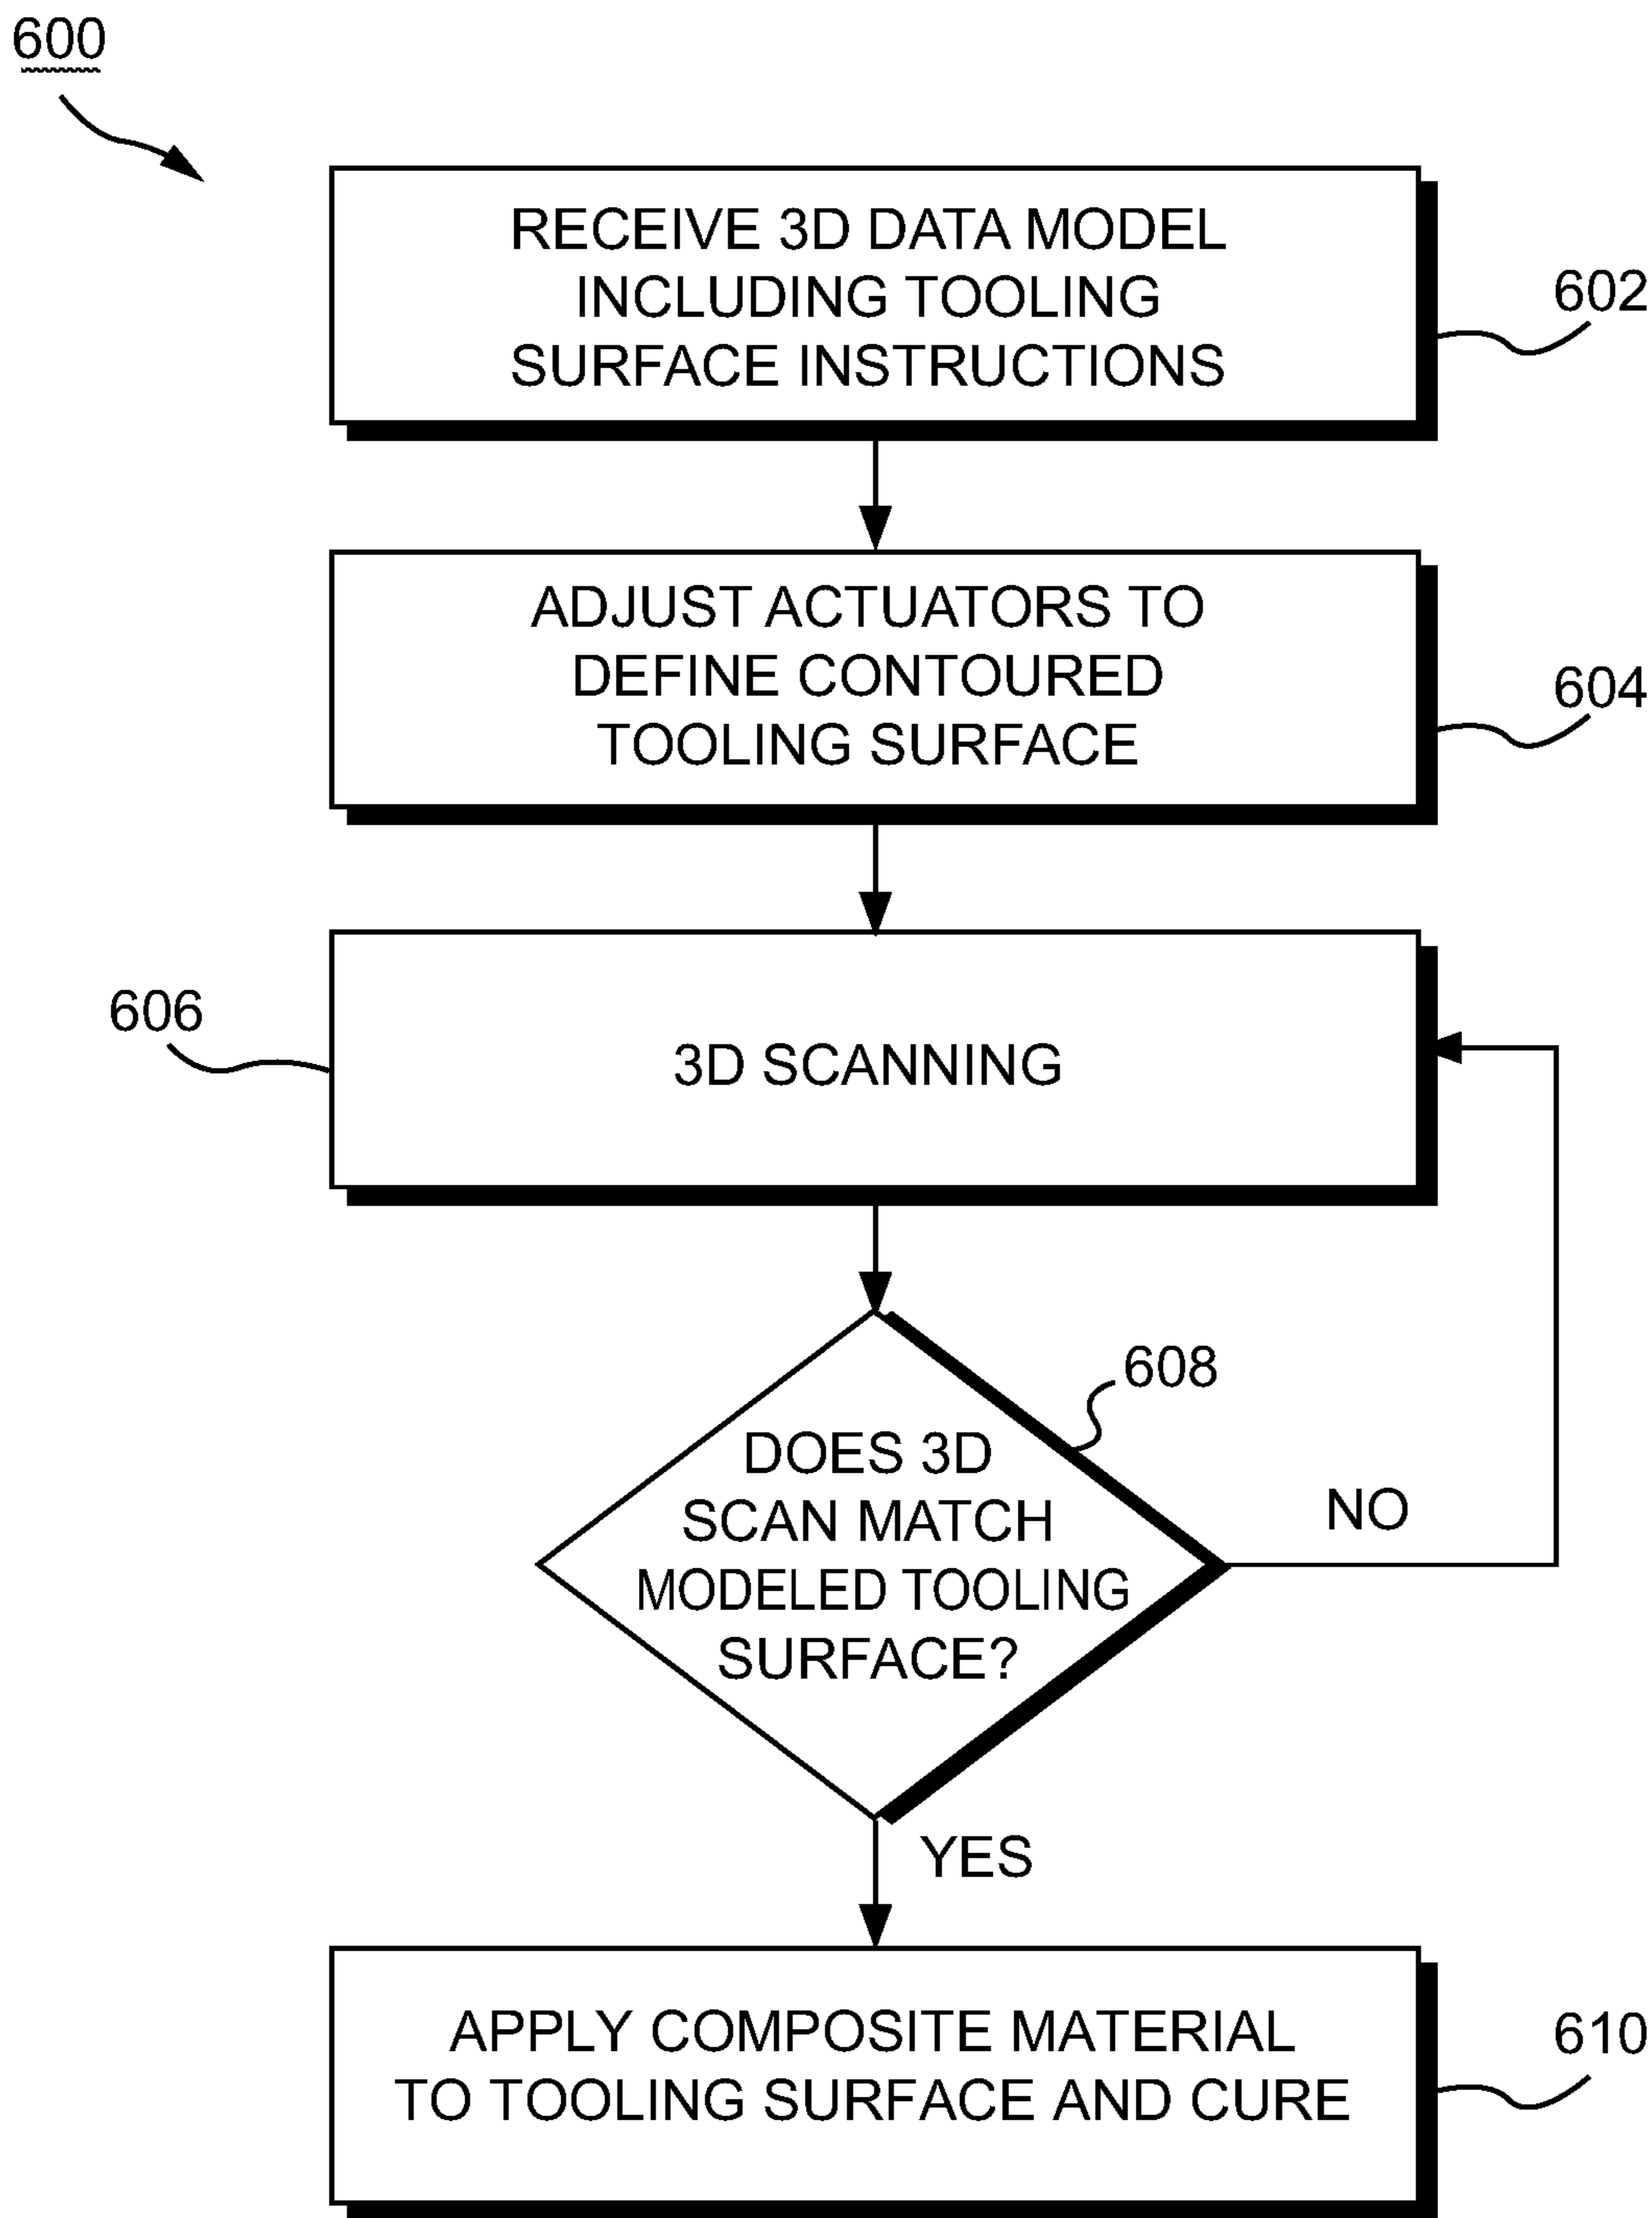 600
RECEIVE 3D DATA MODEL
INCLUDING TOOLING
SURFACE INSTRUCTIONS
602
ADJUST ACTUATORS TO
DEFINE CONTOURED
TOOLING SURFACE
604
606
3D SCANNING
608
DOES 3D
SCAN MATCH
MODELED TOOLING
SURFACE?
NO
YES
APPLY COMPOSITE MATERIAL
TO TOOLING SURFACE AND CURE
610